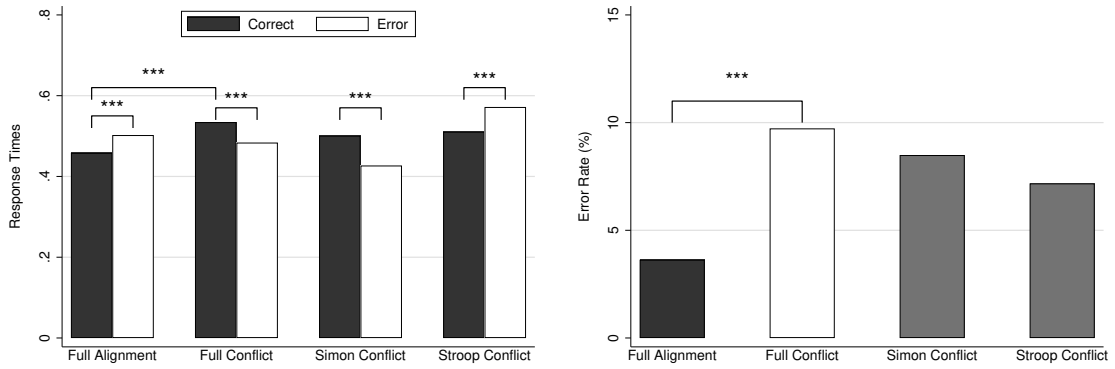 Correct Error
Response Times
0 .2 .4 .6 .8
***
***
***
***
***
Full Alignment Full Conflict Simon Conflict Stroop Conflict
Error Rate (%)
0 5 10 15
***
Full Alignment Full Conflict Simon Conflict Stroop Conflict